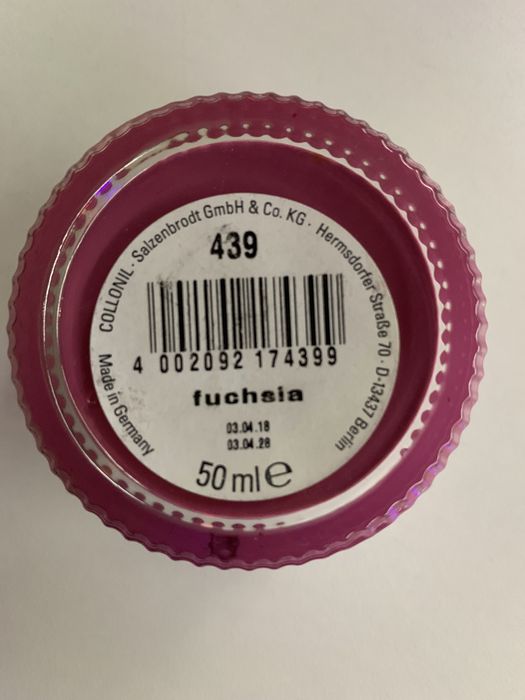 COLLONIL · Salzenbrodt GmbH & Co. KG · Hermsdorfer Straße 70 · D-13437 Berlin
439
4 002092 174399
fuchsia
03.04.18
03.04.28
Made in Germany
50 ml ℮